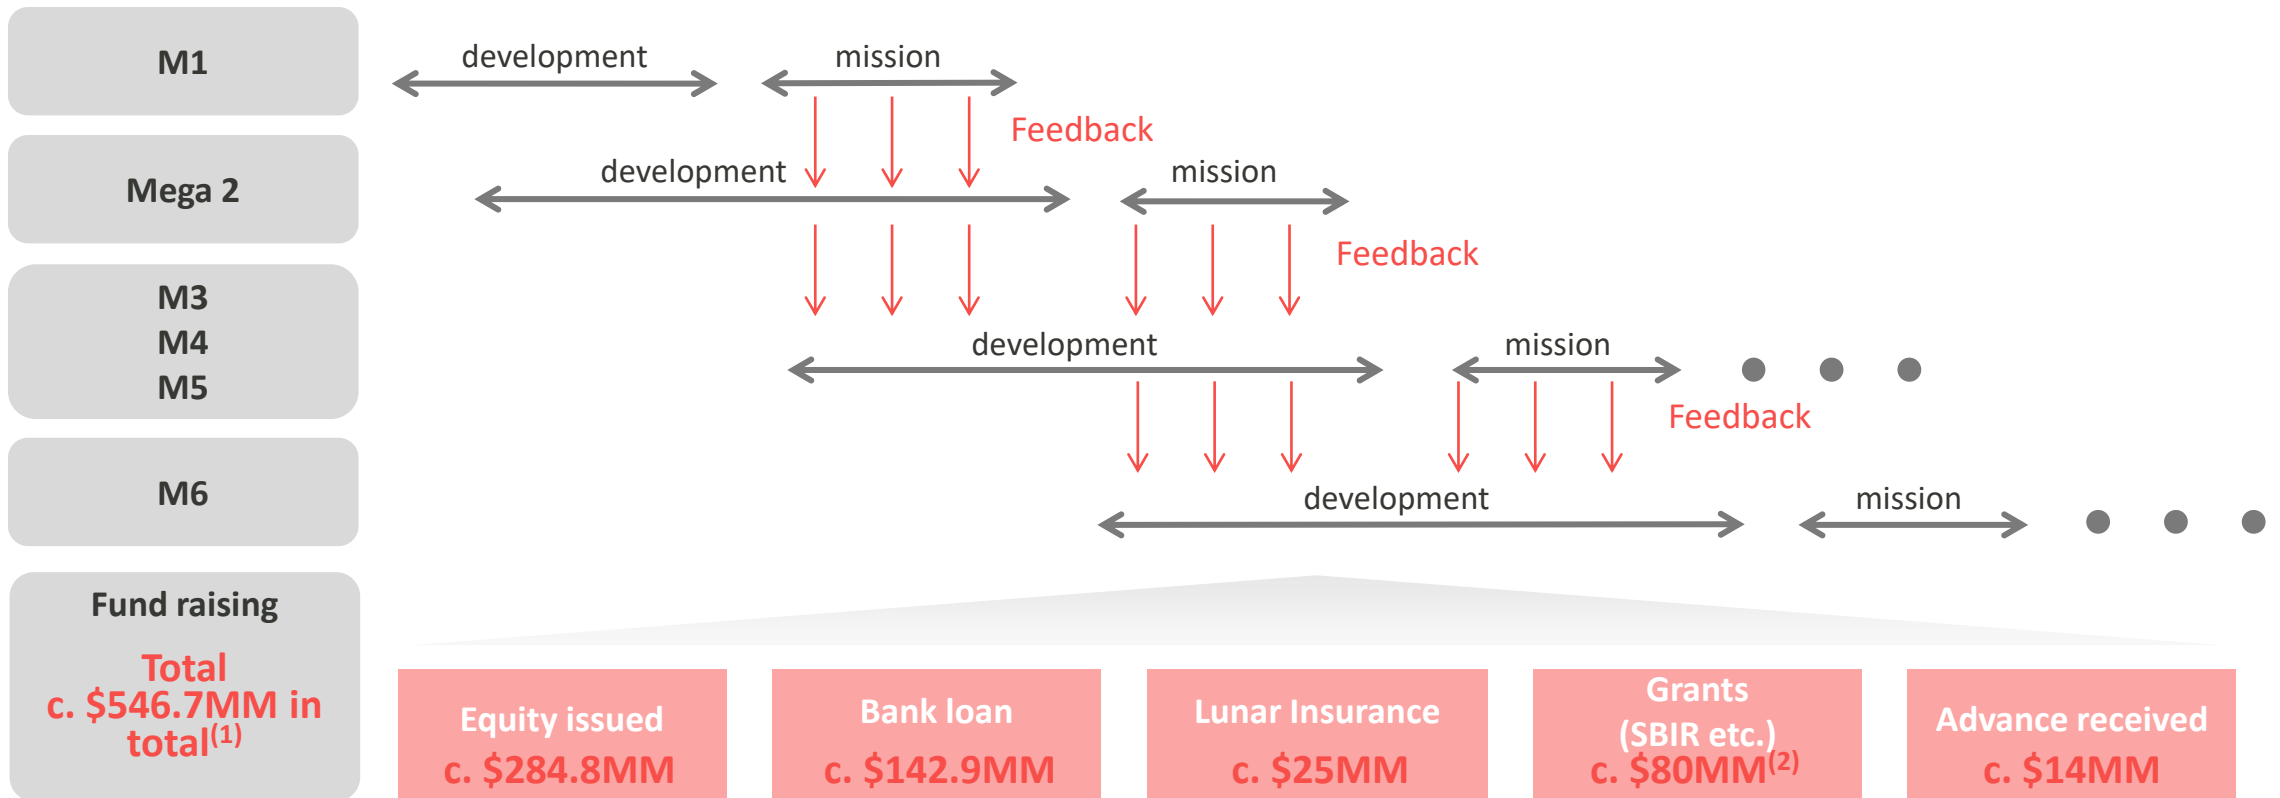 M1
development
mission
Feedback
Mega 2
development
mission
Feedback
M3
M4
M5
development
mission
Feedback
M6
development
mission
Fund raising
Total
c. $546.7MM in
total(1)
Equity issued
c. $284.8MM
Bank loan
c. $142.9MM
Lunar Insurance
c. $25MM
Grants
(SBIR etc.)
c. $80MM(2)
Advance received
c. $14MM